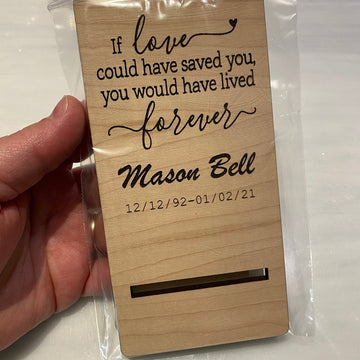 If love
could have saved you,
you would have lived
forever
Mason Bell
12/12/92-01/02/21